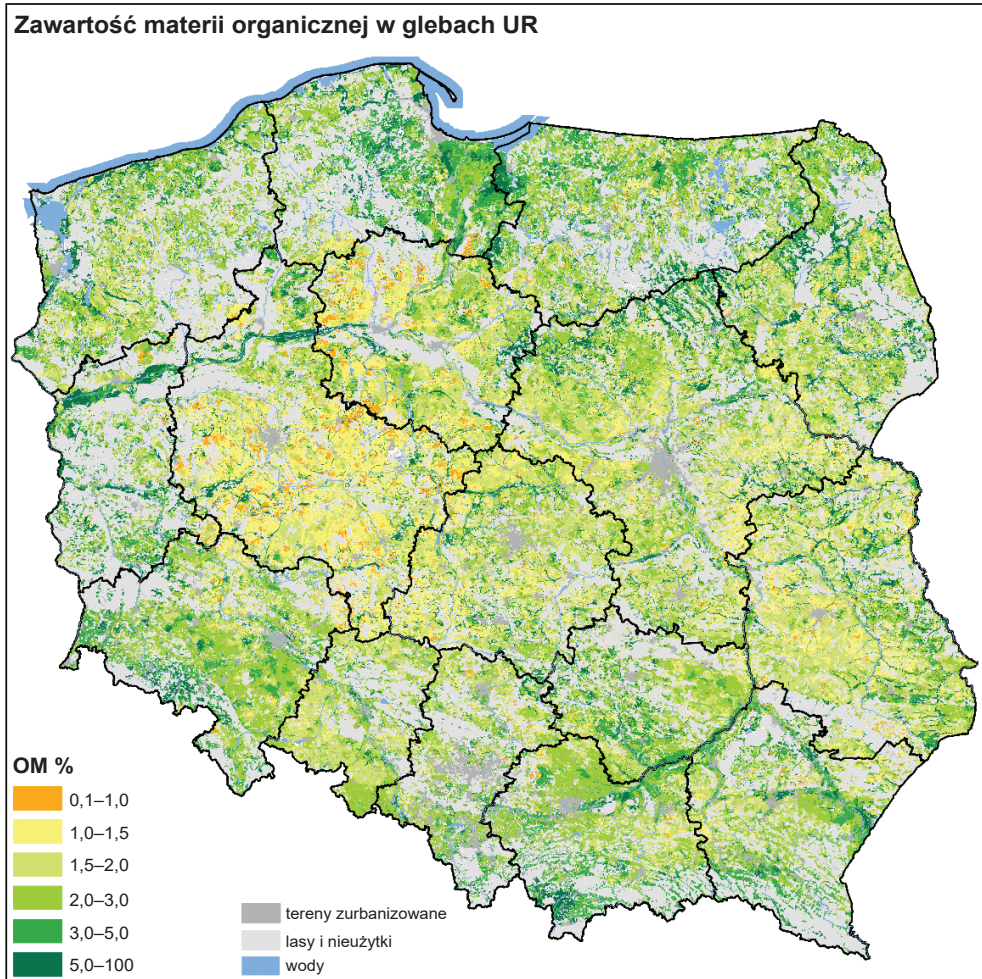 Zawartość materii organicznej w glebach UR
OM %
0,1–1,0
1,0–1,5
1,5–2,0
2,0–3,0
3,0–5,0
5,0–100
tereny zurbanizowane
lasy i nieużytki
wody